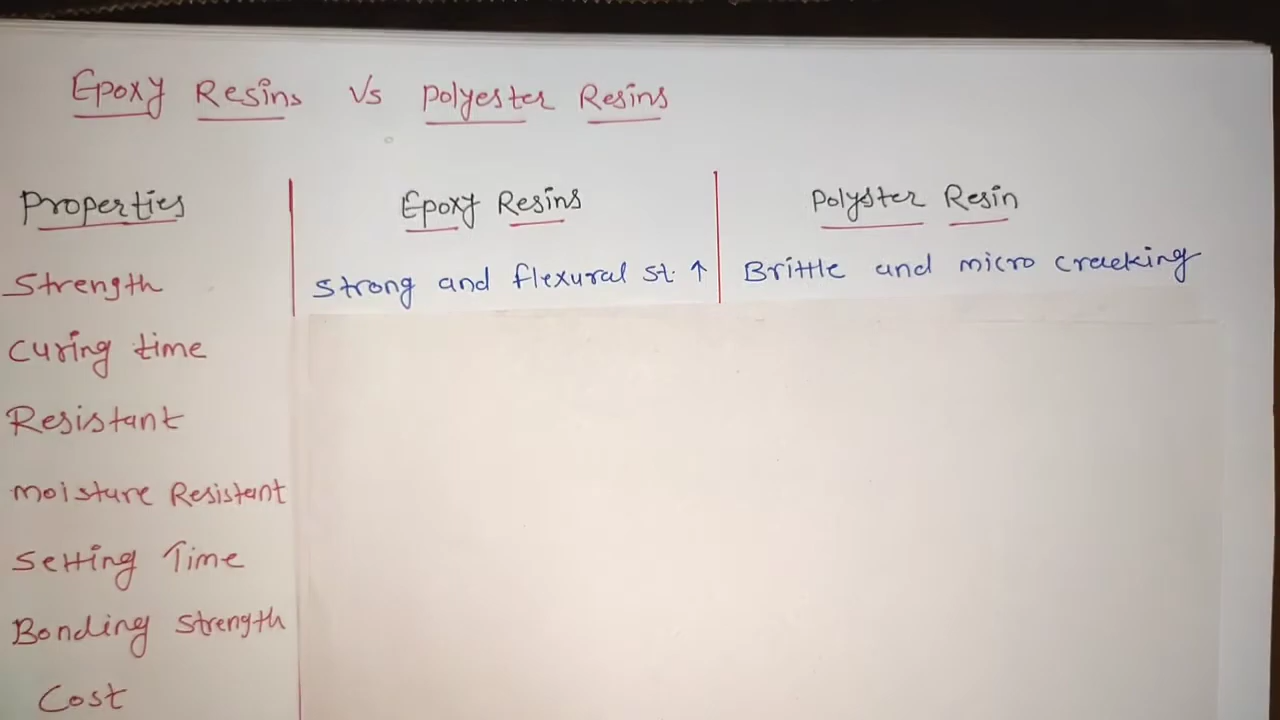 Epoxy Resins Vs Polyester Resins
Properties Epoxy Resins Polyster Resin
Strength Strong and flexural st. ↑ Brittle and micro cracking
Curing time
Resistant
Moisture Resistant
Setting Time
Bonding Strength
Cost